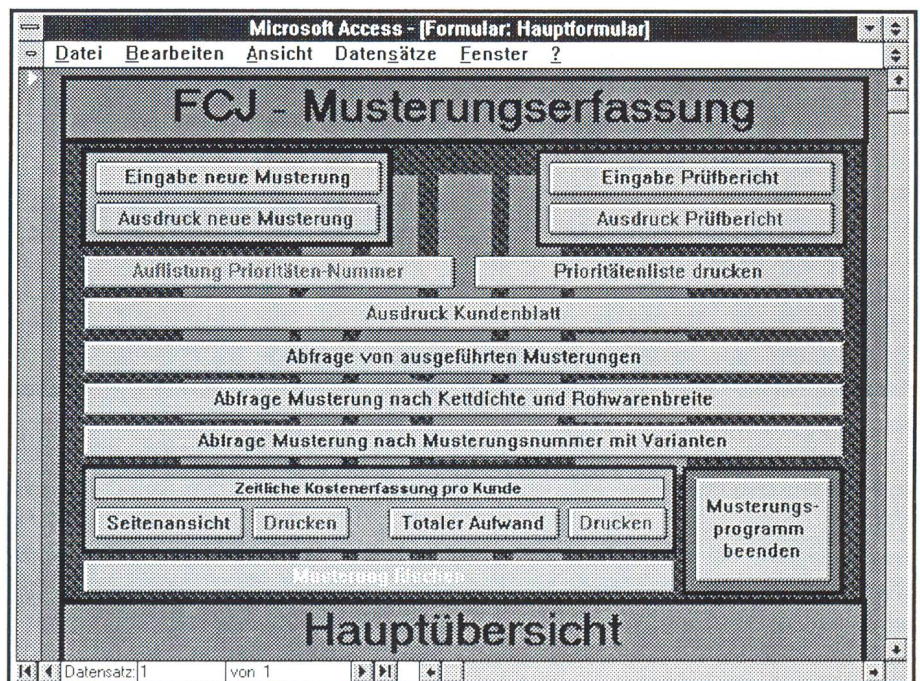 Microsoft Access - [Formular: Hauptformular]
Datei Bearbeiten Ansicht Datensätze Fenster ?
FCJ - Musterungserfassung
Eingabe neue Musterung
Ausdruck neue Musterung
Eingabe Prüfbericht
Ausdruck Prüfbericht
Auflistung Prioritäten-Nummer
Prioritätenliste drucken
Ausdruck Kundenblatt
Abfrage von ausgeführten Musterungen
Abfrage Musterung nach Kettdichte und Rohwarenbreite
Abfrage Musterung nach Musterungsnummer mit Varianten
Zeitliche Kostenerfassung pro Kunde
Seitenansicht Drucken Totaler Aufwand Drucken
Musterungs-
programm
beenden
Musterung löschen
Hauptübersicht
Datensatz: 1 von 1